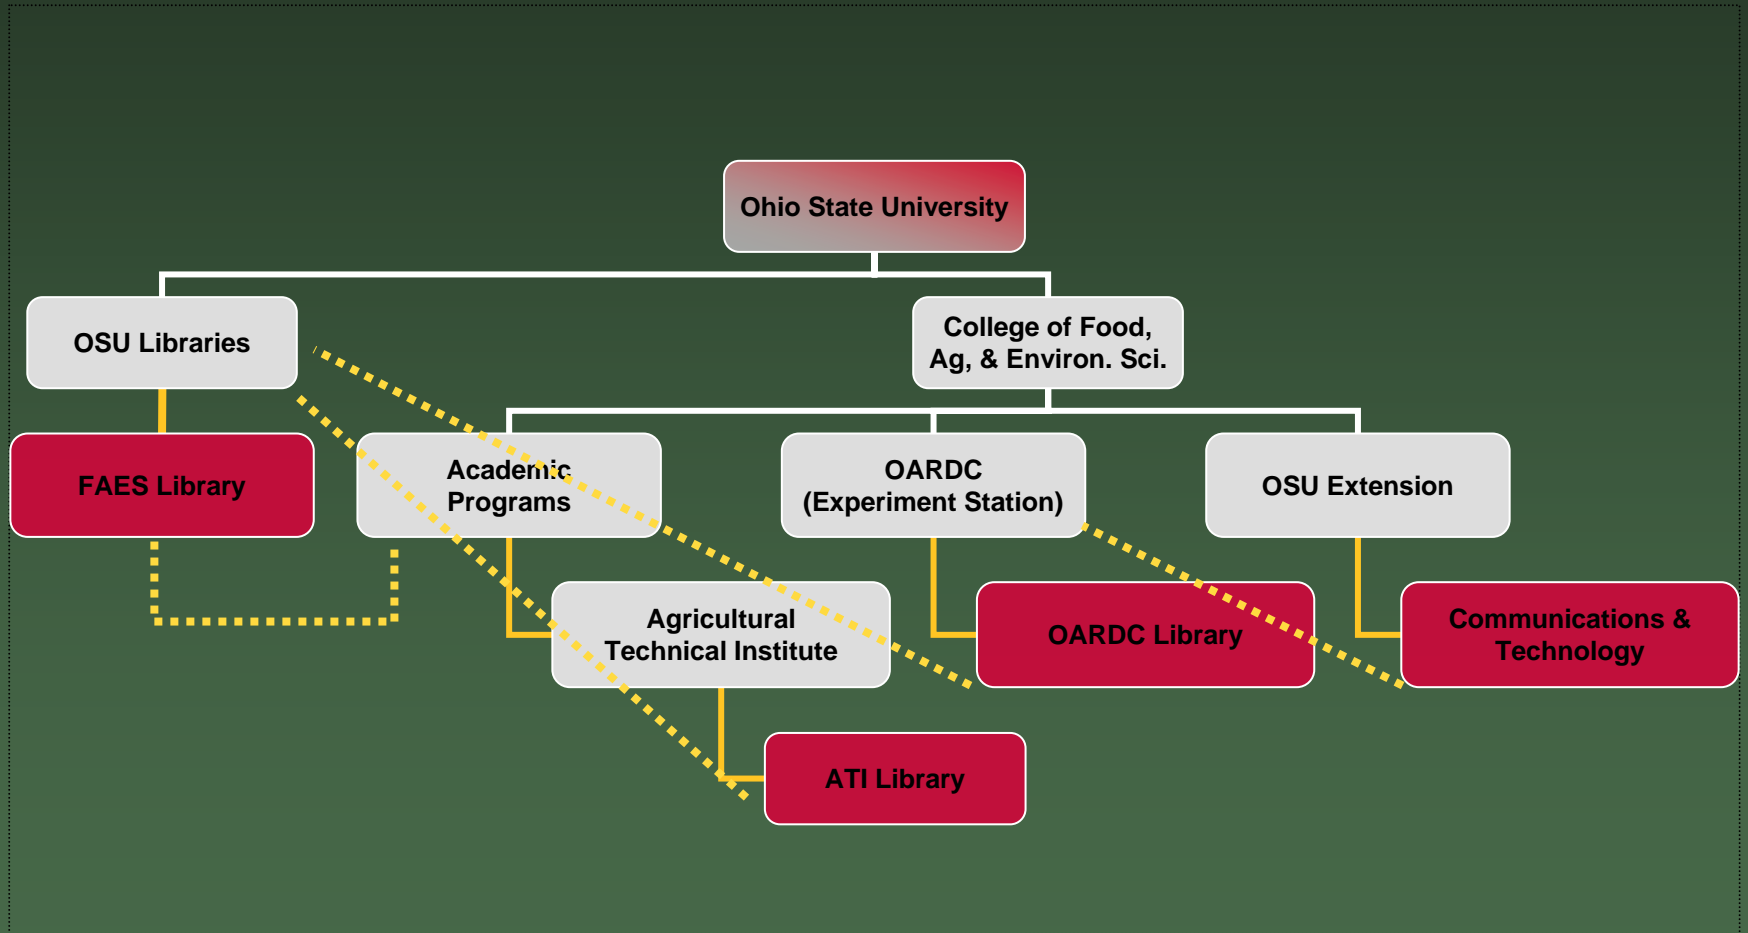 Ohio State University
OSU Libraries
College of Food,
Ag, & Environ. Sci.
FAES Library
Academic
Programs
OARDC
(Experiment Station)
OSU Extension
Agricultural
Technical Institute
OARDC Library
Communications &
Technology
ATI Library